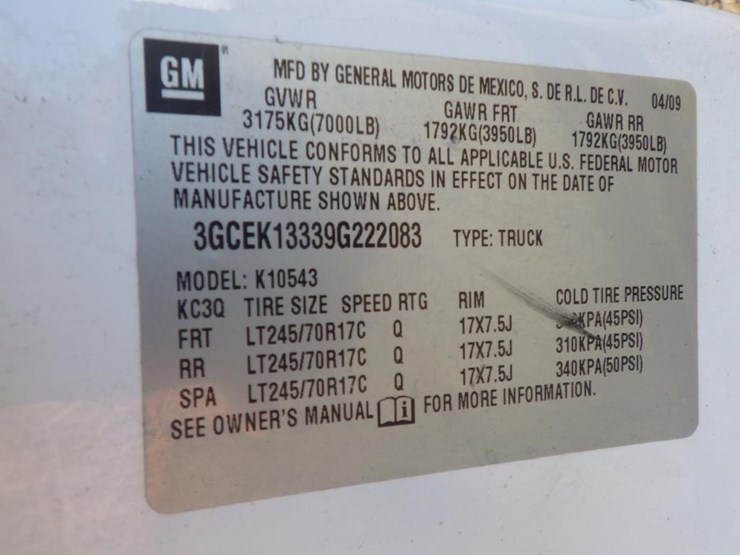 GM ®
MFD BY GENERAL MOTORS DE MEXICO, S. DE R.L. DE C.V. 04/09
GVWR GAWR FRT GAWR RR
3175KG(7000LB) 1792KG(3950LB) 1792KG(3950LB)
THIS VEHICLE CONFORMS TO ALL APPLICABLE U.S. FEDERAL MOTOR
VEHICLE SAFETY STANDARDS IN EFFECT ON THE DATE OF
MANUFACTURE SHOWN ABOVE.
3GCEK13339G222083 TYPE: TRUCK
MODEL: K10543
KC3Q TIRE SIZE SPEED RTG RIM COLD TIRE PRESSURE
FRT LT245/70R17C Q 17X7.5J (45PSI)
RR LT245/70R17C Q 17X7.5J 310KPA(45PSI)
SPA LT245/70R17C Q 17X7.5J 340KPA(50PSI)
SEE OWNER'S MANUAL i FOR MORE INFORMATION.